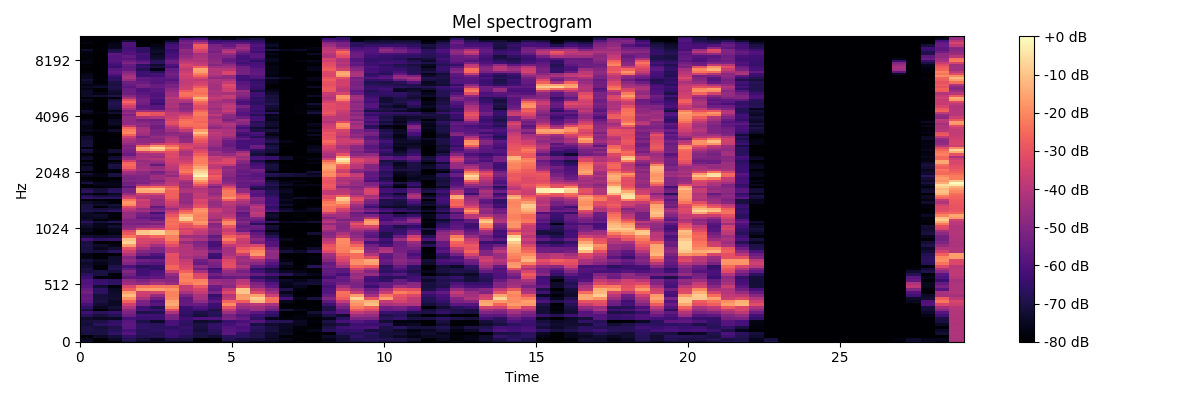 Mel spectrogram
8192
4096
2048
1024
512
0
Hz
0 5 10 15 20 25
Time
+0 dB
-10 dB
-20 dB
-30 dB
-40 dB
-50 dB
-60 dB
-70 dB
-80 dB